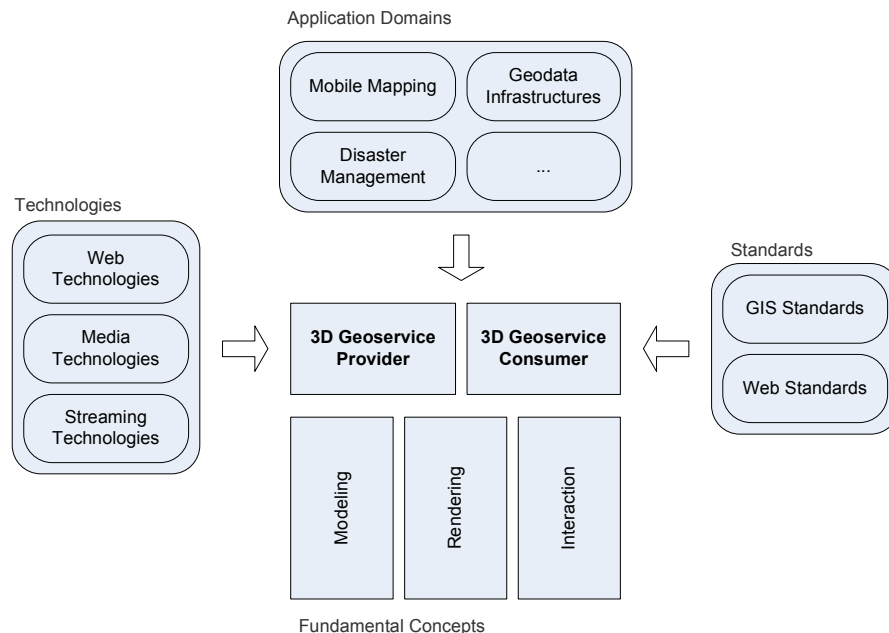 Application Domains
Mobile Mapping
Geodata
Infrastructures
Disaster
Management
...
Technologies
Web
Technologies
Media
Technologies
Streaming
Technologies
Standards
GIS Standards
Web Standards
3D Geoservice
Provider
3D Geoservice
Consumer
Modeling
Rendering
Interaction
Fundamental Concepts